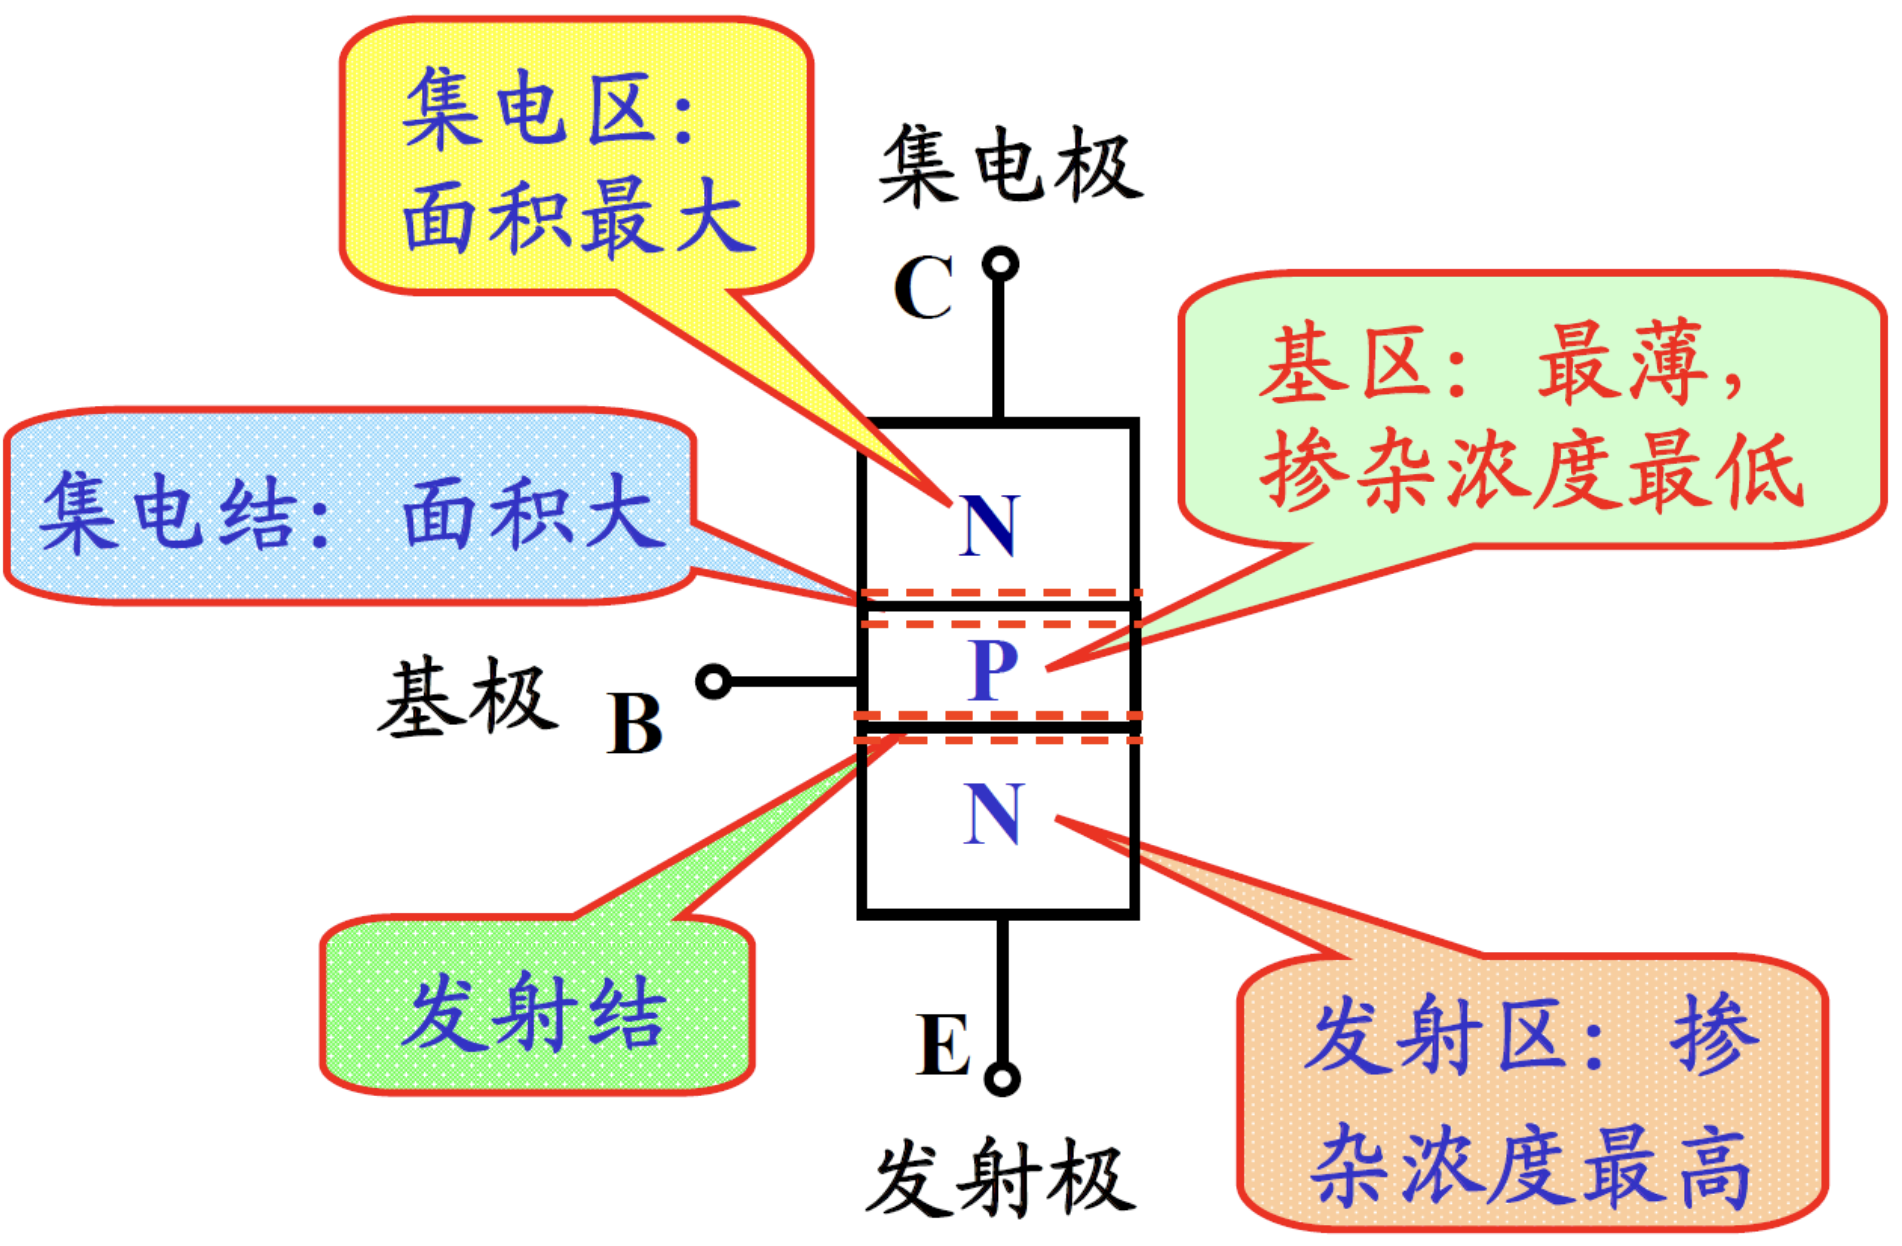 集电区：
面积最大
集电极
C
基区：最薄，
掺杂浓度最低
集电结：面积大
N
P
基极
B
N
发射结
E
发射极
发射区：掺
杂浓度最高